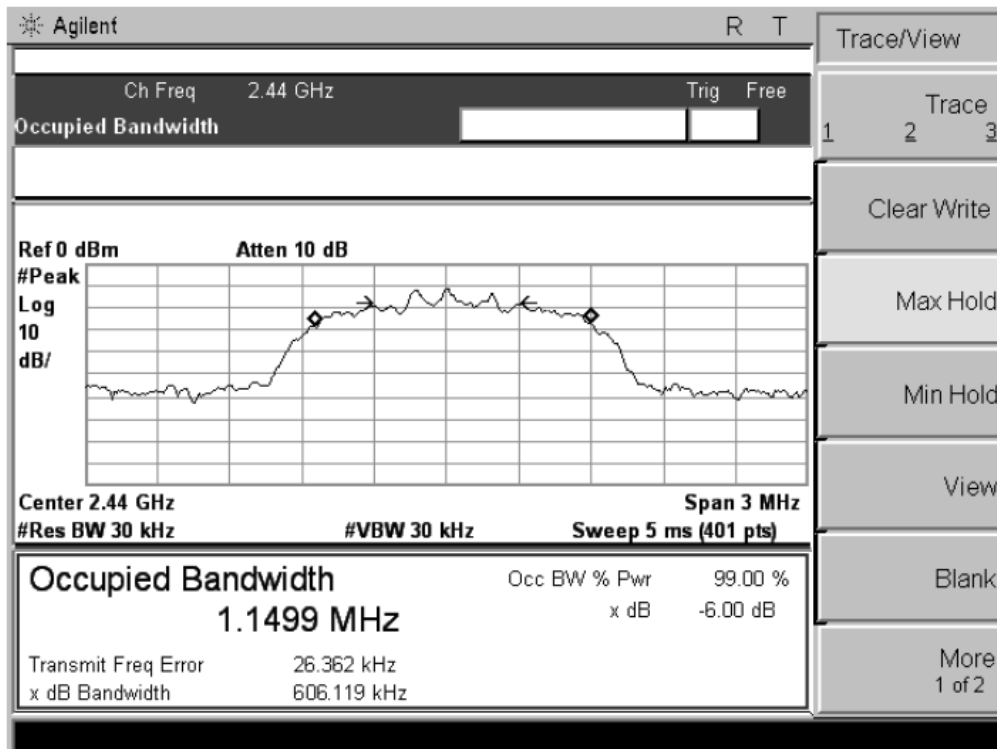 Agilent R T
Trace/View
Ch Freq 2.44 GHz Trig Free
Occupied Bandwidth
Trace
1 2 3
Clear Write
Ref 0 dBm Atten 10 dB
#Peak
Log
10
dB/
Max Hold
Min Hold
View
Center 2.44 GHz Span 3 MHz
#Res BW 30 kHz #VBW 30 kHz Sweep 5 ms (401 pts)
Occupied Bandwidth
1.1499 MHz
Occ BW % Pwr 99.00 %
x dB -6.00 dB
Transmit Freq Error 26.362 kHz
x dB Bandwidth 606.119 kHz
Blank
More
1 of 2